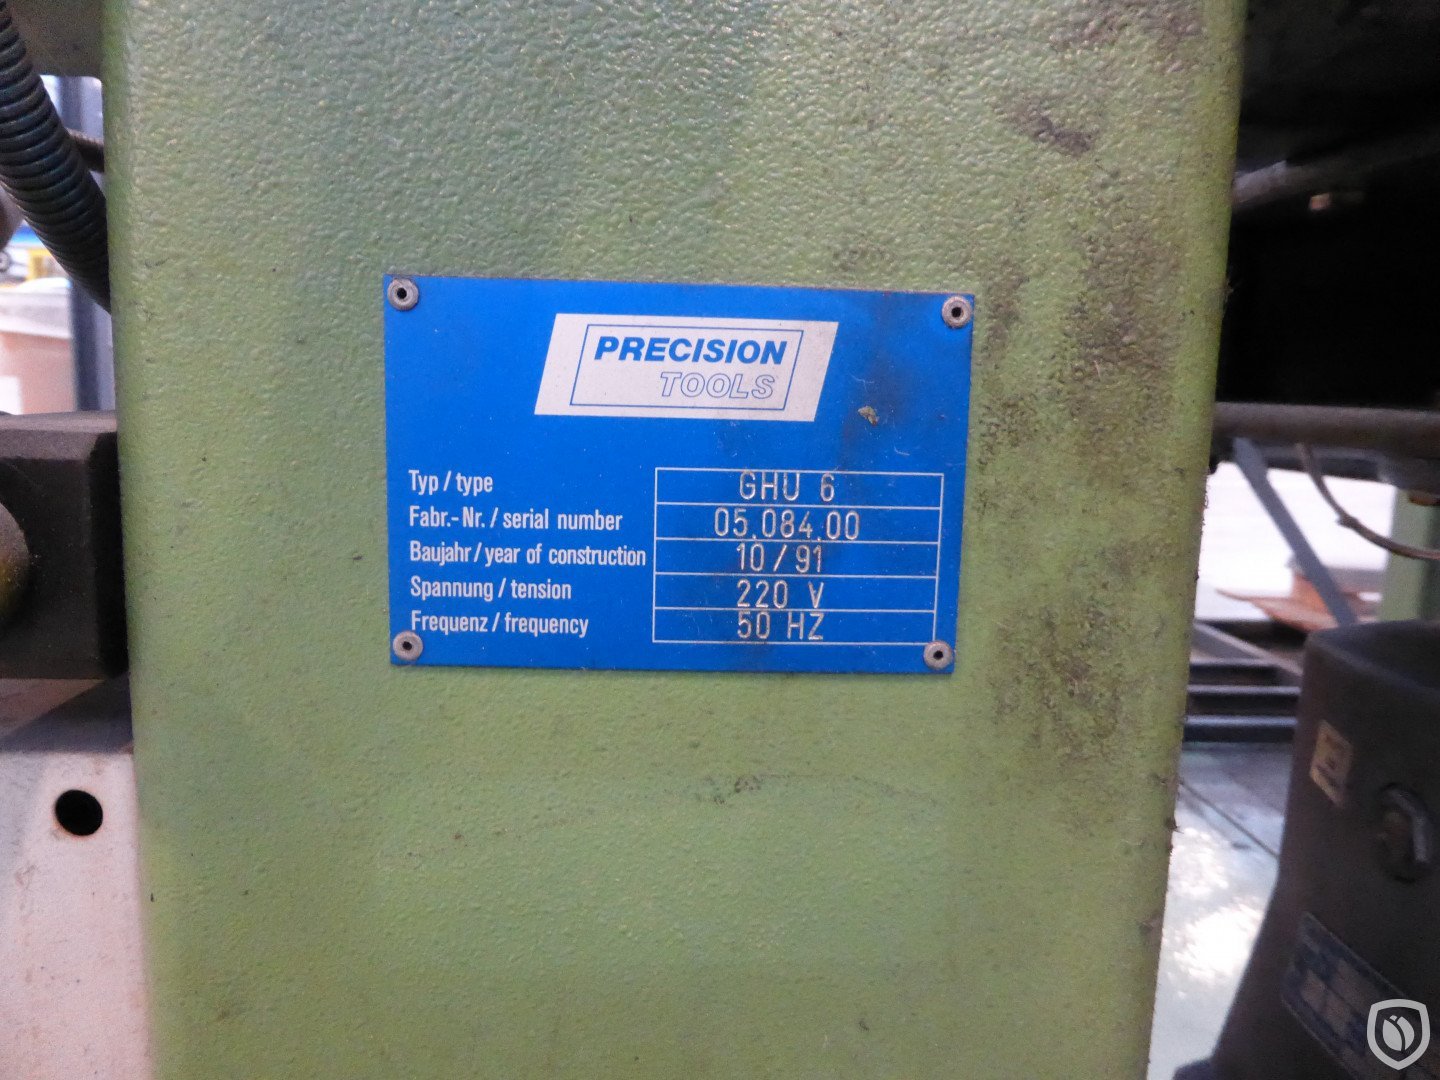 PRECISION
TOOLS
Typ / type GHU 6
Fabr.-Nr. / serial number 05.084.00
Baujahr / year of construction 10/91
Spannung / tension 220 V
Frequenz / frequency 50 HZ